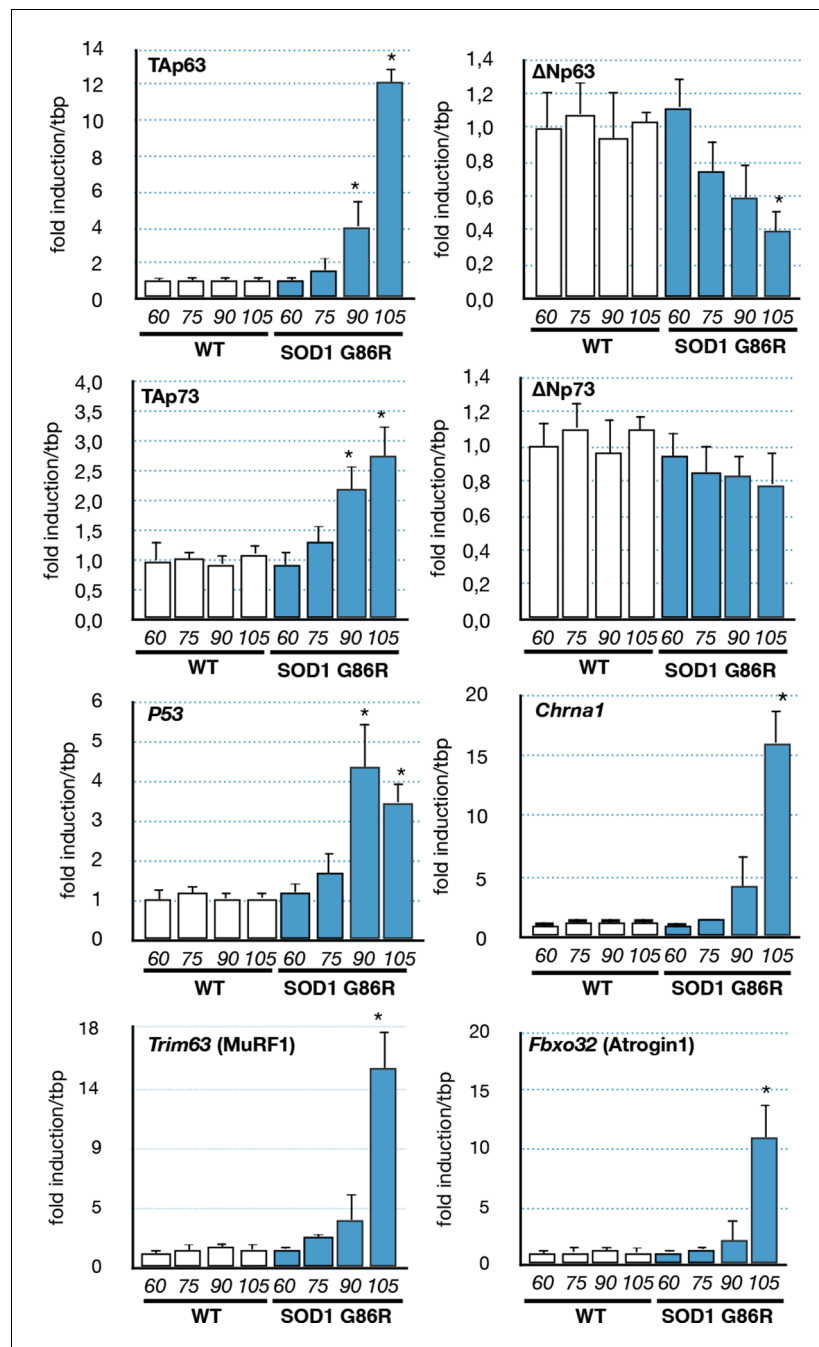 TAp63
fold induction/tbp
14
12
10
8
6
4
2
0
*
*
60 75 90 105 60 75 90 105
WT SOD1 G86R
ΔNp63
fold induction/tbp
1,4
1,2
1,0
0,8
0,6
0,4
0,2
0,0
*
60 75 90 105 60 75 90 105
WT SOD1 G86R
TAp73
fold induction/tbp
4,0
3,5
3,0
2,5
2,0
1,5
1,0
0,5
0,0
*
*
60 75 90 105 60 75 90 105
WT SOD1 G86R
ΔNp73
fold induction/tbp
1,4
1,2
1,0
0,8
0,6
0,4
0,2
0,0
60 75 90 105 60 75 90 105
WT SOD1 G86R
P53
fold induction/tbp
6
5
4
3
2
1
0
*
*
60 75 90 105 60 75 90 105
WT SOD1 G86R
Chrna1
fold induction/tbp
20
15
10
5
0
*
60 75 90 105 60 75 90 105
WT SOD1 G86R
Trim63 (MuRF1)
fold induction/tbp
18
14
9
5
0
*
60 75 90 105 60 75 90 105
WT SOD1 G86R
Fbxo32 (Atrogin1)
fold induction/tbp
20
15
10
5
0
*
60 75 90 105 60 75 90 105
WT SOD1 G86R